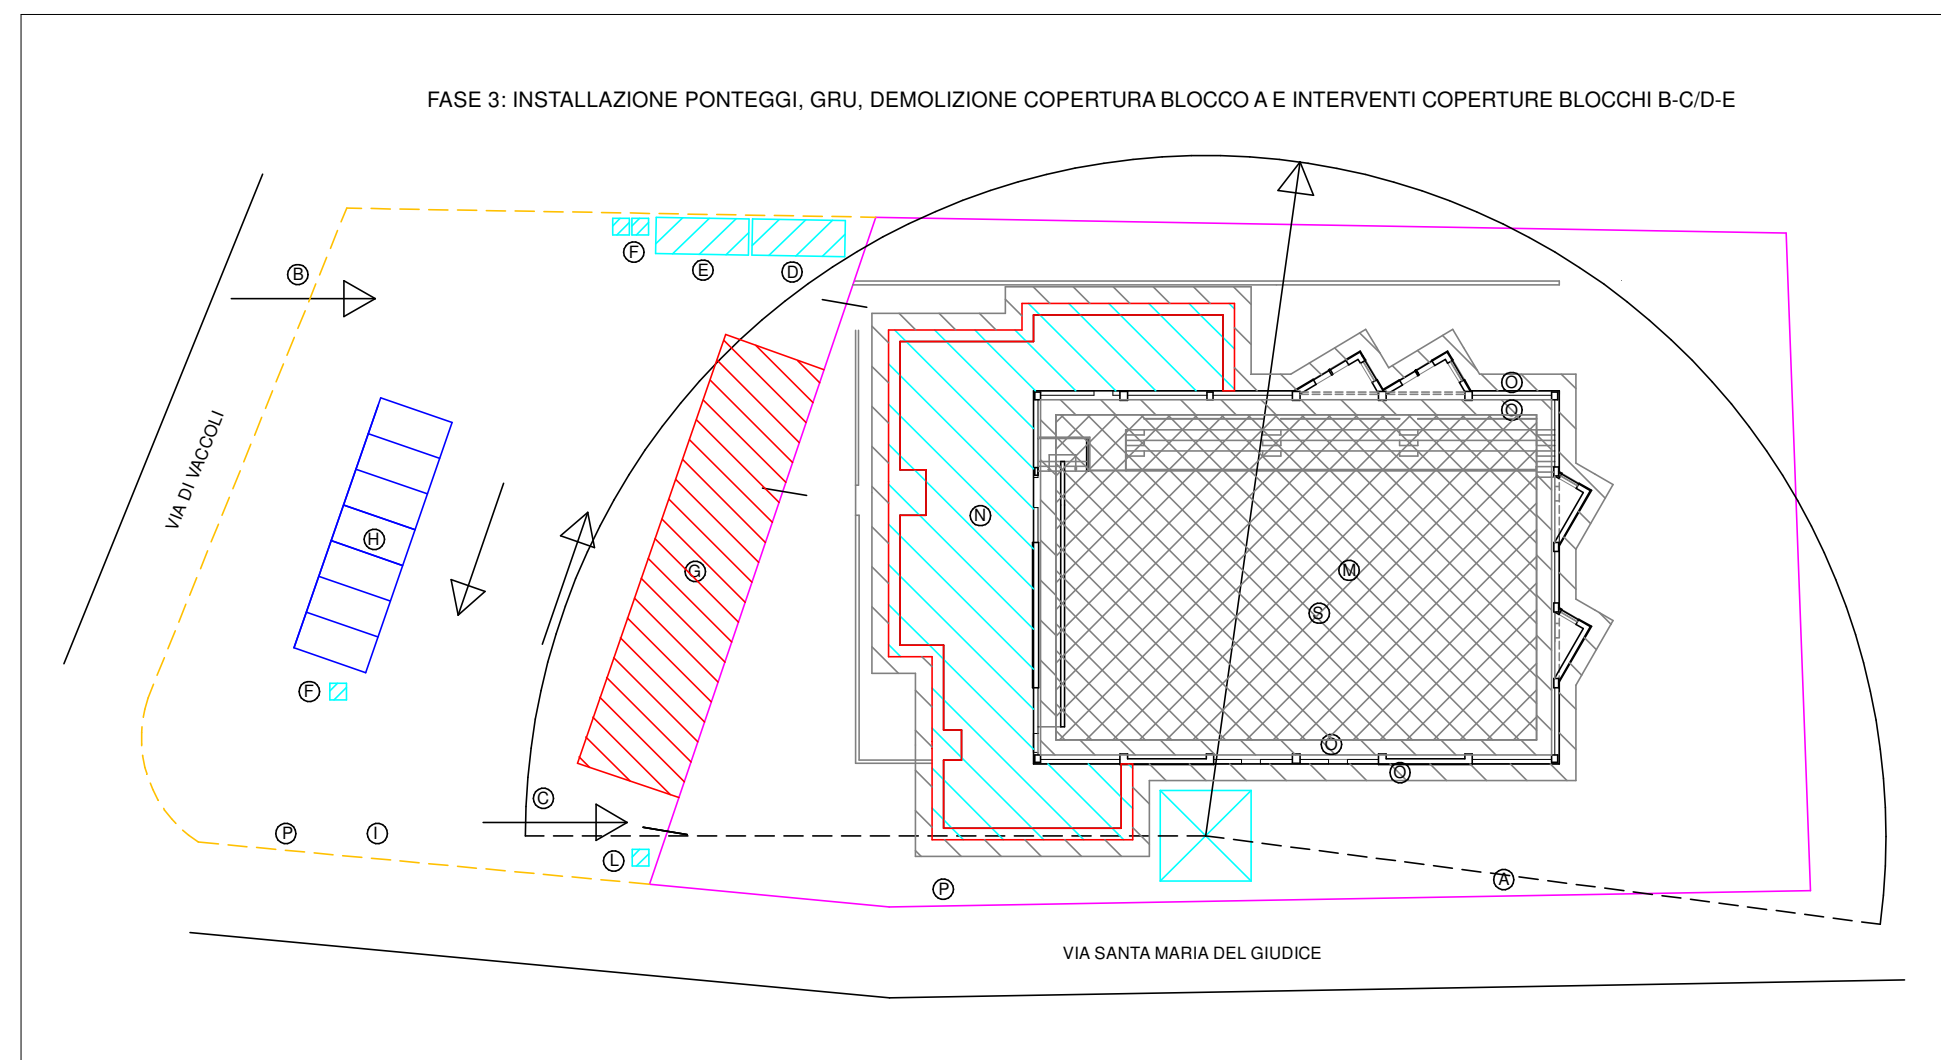 FASE 3: INSTALLAZIONE PONTEGGI, GRU, DEMOLIZIONE COPERTURA BLOCCO A E INTERVENTI COPERTURE BLOCCHI B-C/D-E
F
E
D
B
O
O
VIA DI VACCOLI
N
H
G
M
S
F
O
O
C
P
I
L
P
A
VIA SANTA MARIA DEL GIUDICE